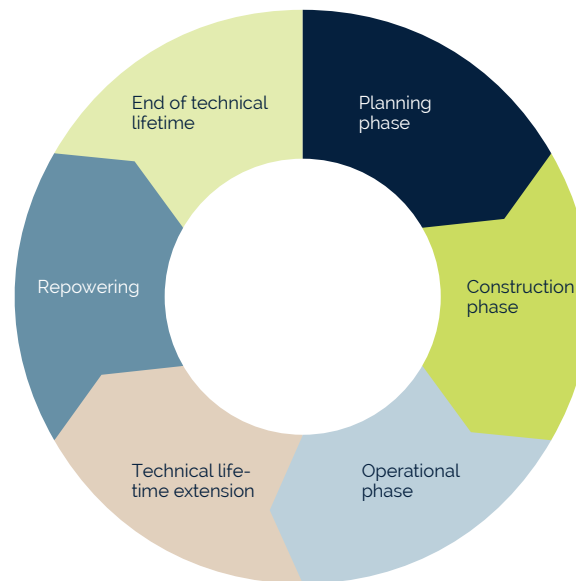 End of technical
lifetime
Planning
phase
Construction
phase
Operational
phase
Technical life-
time extension
Repowering